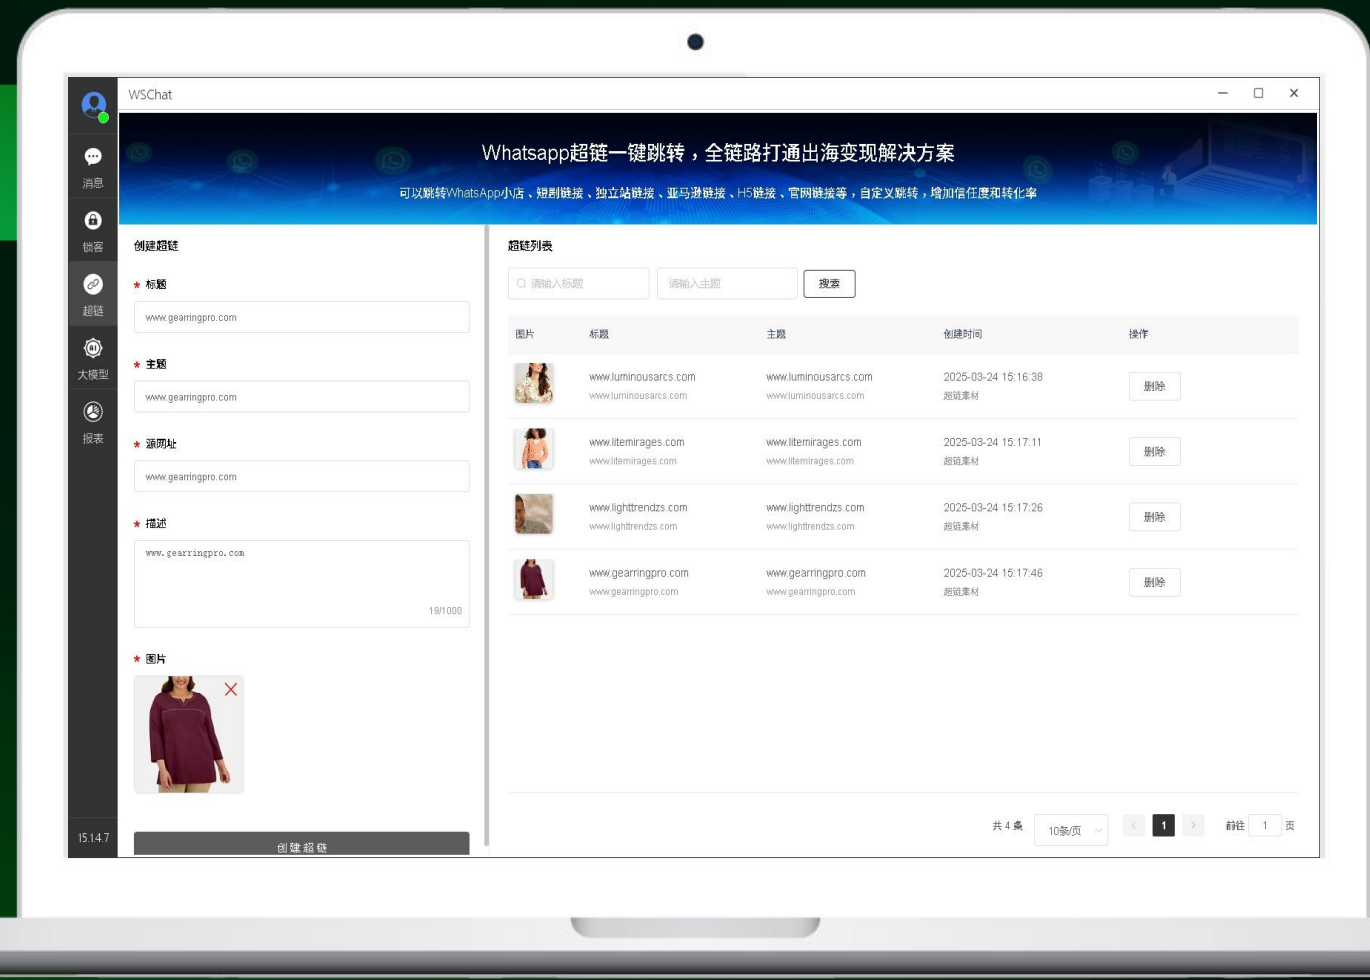 WSChat
消息
锁客
超链
AI
大模型
报表
15.1.4.7
Whatsapp超链一键跳转，全链路打通出海变现解决方案
可以跳转WhatsApp小店、短剧链接、独立站链接、亚马逊链接、H5链接、官网链接等，自定义跳转，增加信任度和转化率
创建超链
* 标题
www.gearringpro.com
* 主题
www.gearringpro.com
* 源网址
www.gearringpro.com
* 描述
www.gearringpro.com
19/1000
* 图片
创建超链
超链列表
请输入标题 请输入主题 搜索
图片 标题 主题 创建时间 操作
www.luminousarcs.com www.luminousarcs.com 2025-03-24 15:16:38 删除
www.luminousarcs.com www.luminousarcs.com 超链素材
www.litemirages.com www.litemirages.com 2025-03-24 15:17:11 删除
www.litemirages.com www.litemirages.com 超链素材
www.lighttrendzs.com www.lighttrendzs.com 2025-03-24 15:17:26 删除
www.lighttrendzs.com www.lighttrendzs.com 超链素材
www.gearringpro.com www.gearringpro.com 2025-03-24 15:17:46 删除
www.gearringpro.com www.gearringpro.com 超链素材
共 4 条 10条/页 < 1 > 前往 1 页